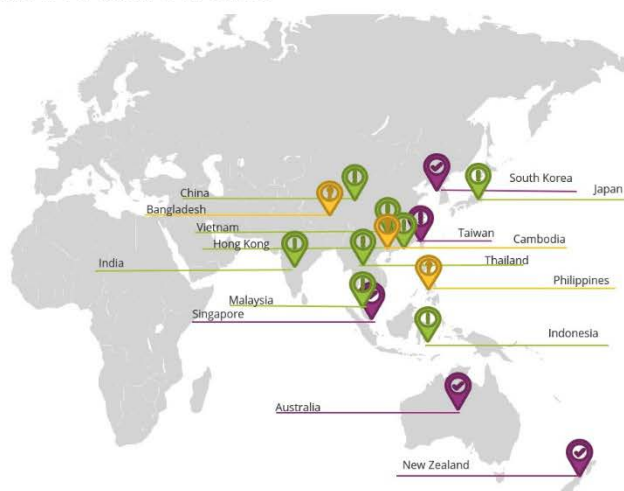 South Korea
China
Japan
Bangladesh
Vietnam
Taiwan
Hong Kong
Cambodia
India
Thailand
Philippines
Malaysia
Singapore
Indonesia
Australia
New Zealand